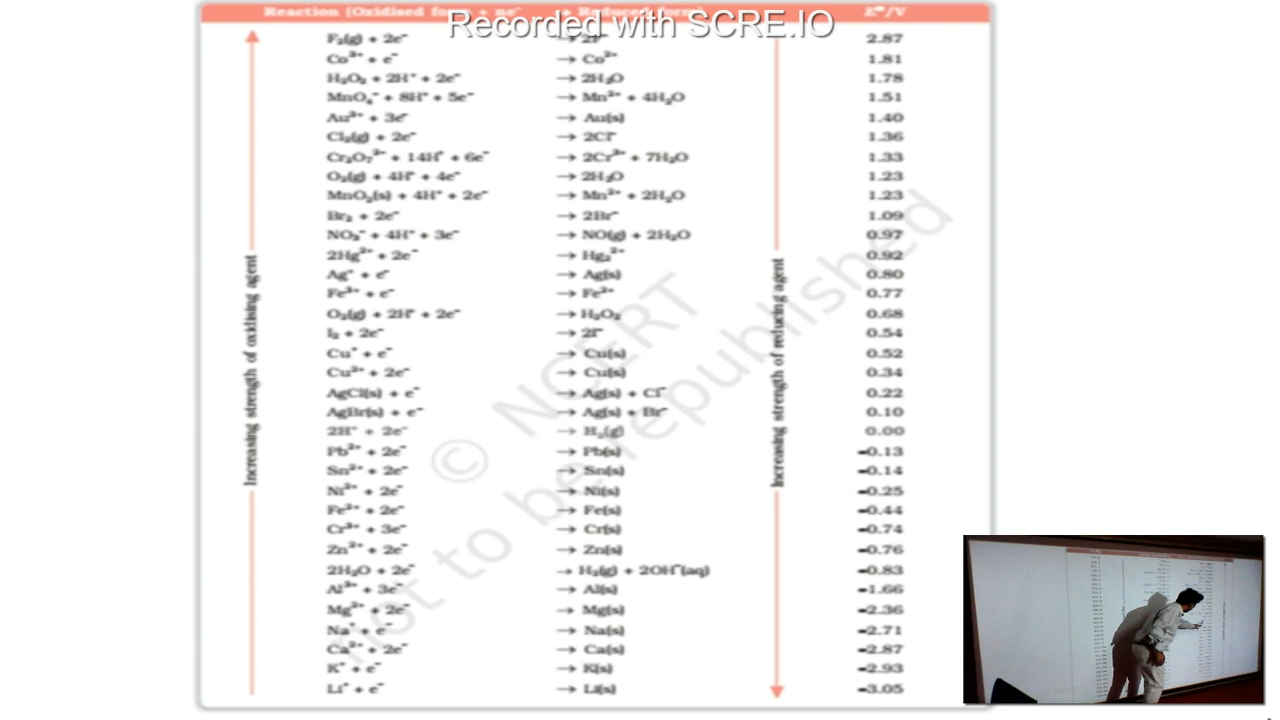 Reaction (Oxidised form + ne⁻ → Reduced form) E⊖/V
Recorded with SCRE.IO
F₂(g) + 2e⁻ → 2F⁻ 2.87
Co³⁺ + e⁻ → Co²⁺ 1.81
H₂O₂ + 2H⁺ + 2e⁻ → 2H₂O 1.78
MnO₄⁻ + 8H⁺ + 5e⁻ → Mn²⁺ + 4H₂O 1.51
Au³⁺ + 3e⁻ → Au(s) 1.40
Cl₂(g) + 2e⁻ → 2Cl⁻ 1.36
Cr₂O₇²⁻ + 14H⁺ + 6e⁻ → 2Cr³⁺ + 7H₂O 1.33
O₂(g) + 4H⁺ + 4e⁻ → 2H₂O 1.23
MnO₂(s) + 4H⁺ + 2e⁻ → Mn²⁺ + 2H₂O 1.23
Br₂ + 2e⁻ → 2Br⁻ 1.09
NO₃⁻ + 4H⁺ + 3e⁻ → NO(g) + 2H₂O 0.97
2Hg²⁺ + 2e⁻ → Hg₂²⁺ 0.92
Ag⁺ + e⁻ → Ag(s) 0.80
Fe³⁺ + e⁻ → Fe²⁺ 0.77
O₂(g) + 2H⁺ + 2e⁻ → H₂O₂ 0.68
I₂ + 2e⁻ → 2I⁻ 0.54
Cu⁺ + e⁻ → Cu(s) 0.52
Cu²⁺ + 2e⁻ → Cu(s) 0.34
AgCl(s) + e⁻ → Ag(s) + Cl⁻ 0.22
AgBr(s) + e⁻ → Ag(s) + Br⁻ 0.10
2H⁺ + 2e⁻ → H₂(g) 0.00
Pb²⁺ + 2e⁻ → Pb(s) –0.13
Sn²⁺ + 2e⁻ → Sn(s) –0.14
Ni²⁺ + 2e⁻ → Ni(s) –0.25
Fe²⁺ + 2e⁻ → Fe(s) –0.44
Cr³⁺ + 3e⁻ → Cr(s) –0.74
Zn²⁺ + 2e⁻ → Zn(s) –0.76
2H₂O + 2e⁻ → H₂(g) + 2OH⁻(aq) –0.83
Al³⁺ + 3e⁻ → Al(s) –1.66
Mg²⁺ + 2e⁻ → Mg(s) –2.36
Na⁺ + e⁻ → Na(s) –2.71
Ca²⁺ + 2e⁻ → Ca(s) –2.87
K⁺ + e⁻ → K(s) –2.93
Li⁺ + e⁻ → Li(s) –3.05
Increasing strength of oxidising agent
Increasing strength of reducing agent
© NCERT
not to be republished